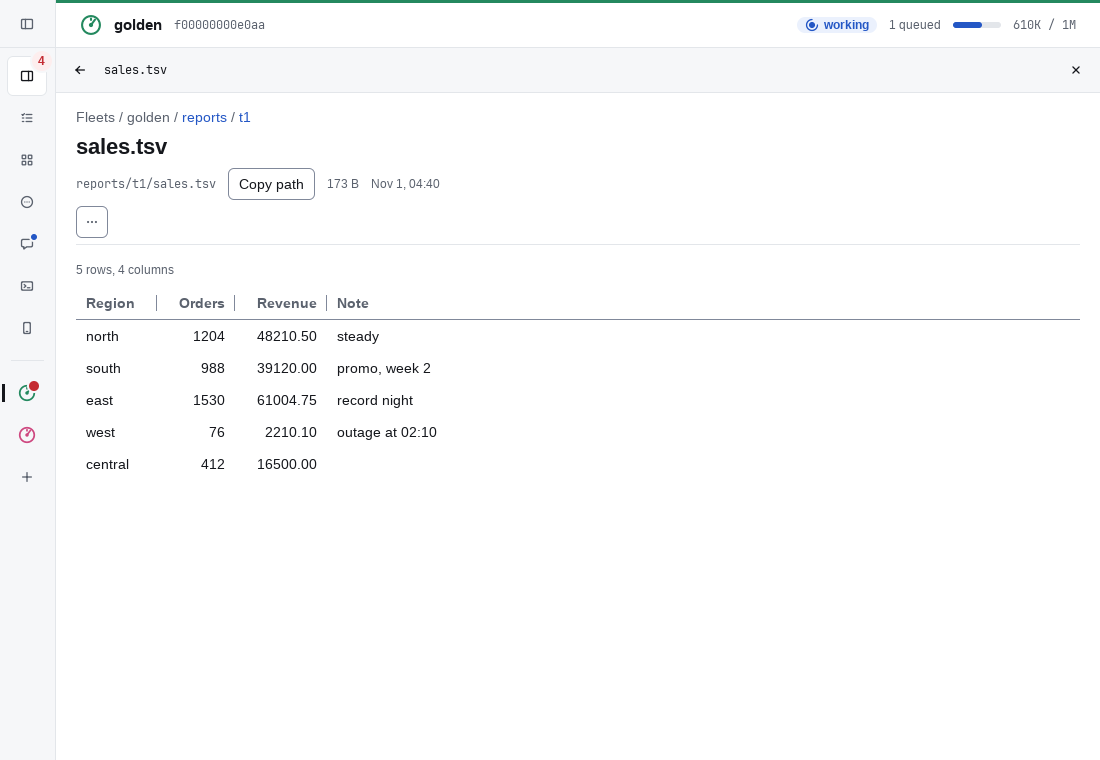 golden f00000000e0aa working 1 queued 610K / 1M
4
sales.tsv
Fleets / golden / reports / t1
sales.tsv
reports/t1/sales.tsv Copy path 173 B Nov 1, 04:40
5 rows, 4 columns
Region Orders Revenue Note
north 1204 48210.50 steady
south 988 39120.00 promo, week 2
east 1530 61004.75 record night
west 76 2210.10 outage at 02:10
central 412 16500.00